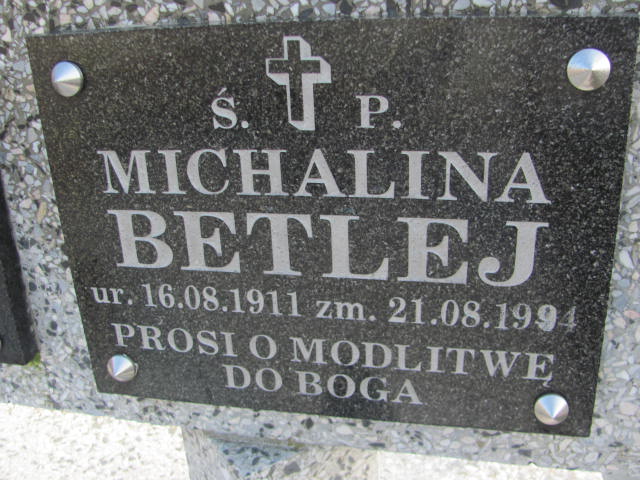 Ś. P.
MICHALINA
BETLEJ
ur. 16.08.1911 zm. 21.08.1994
PROSI O MODLITWĘ
DO BOGA